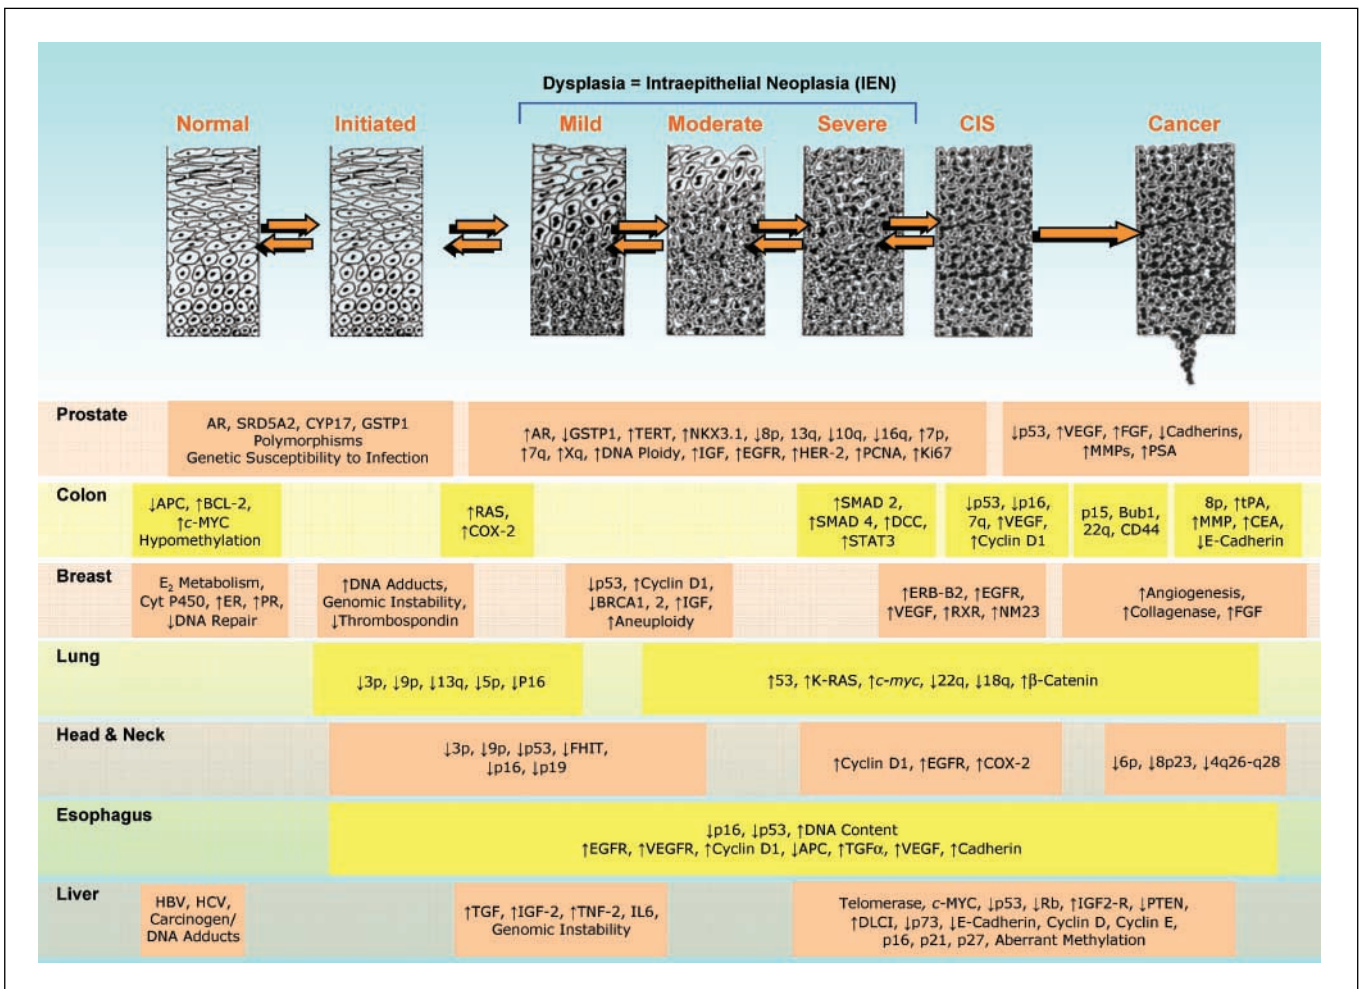 Dysplasia = Intraepithelial Neoplasia (IEN)
Normal
Initiated
Mild
Moderate
Severe
CIS
Cancer
Prostate
AR, SRD5A2, CYP17, GSTP1
Polymorphisms
Genetic Susceptibility to Infection
↑AR, ↓GSTP1, ↑TERT, ↑NKX3.1, ↓8p, 13q, ↓10q, ↓16q, ↑7p,
↑7q, ↑Xq, ↑DNA Ploidy, ↑IGF, ↑EGFR, ↑HER-2, ↑PCNA, ↑Ki67
↓p53, ↑VEGF, ↑FGF, ↓Cadherins,
↑MMPs, ↑PSA
Colon
↓APC, ↑BCL-2,
↑c-MYC
Hypomethylation
↑RAS,
↑COX-2
↑SMAD 2,
↑SMAD 4, ↑DCC,
↑STAT3
↓p53, ↓p16,
7q, ↑VEGF,
↑Cyclin D1
p15, Bub1,
22q, CD44
8p, ↑tPA,
↑MMP, ↑CEA,
↓E-Cadherin
Breast
E₂ Metabolism,
Cyt P450, ↑ER, ↑PR,
↓DNA Repair
↑DNA Adducts,
Genomic Instability,
↓Thrombospondin
↓p53, ↑Cyclin D1,
↓BRCA1, 2, ↑IGF,
↑Aneuploidy
↑ERB-B2, ↑EGFR,
↑VEGF, ↑RXR, ↑NM23
↑Angiogenesis,
↑Collagenase, ↑FGF
Lung
↓3p, ↓9p, ↓13q, ↓5p, ↓P16
↑53, ↑K-RAS, ↑c-myc, ↓22q, ↓18q, ↑β-Catenin
Head & Neck
↓3p, ↓9p, ↓p53, ↓FHIT,
↓p16, ↓p19
↑Cyclin D1, ↑EGFR, ↑COX-2
↓6p, ↓8p23, ↓4q26-q28
Esophagus
↓p16, ↓p53, ↑DNA Content
↑EGFR, ↑VEGFR, ↑Cyclin D1, ↓APC, ↑TGFα, ↑VEGF, ↑Cadherin
Liver
HBV, HCV,
Carcinogen/
DNA Adducts
↑TGF, ↑IGF-2, ↑TNF-2, IL6,
Genomic Instability
Telomerase, c-MYC, ↓p53, ↓Rb, ↑IGF2-R, ↓PTEN,
↑DLCI, ↓p73, ↓E-Cadherin, Cyclin D, Cyclin E,
p16, p21, p27, Aberrant Methylation